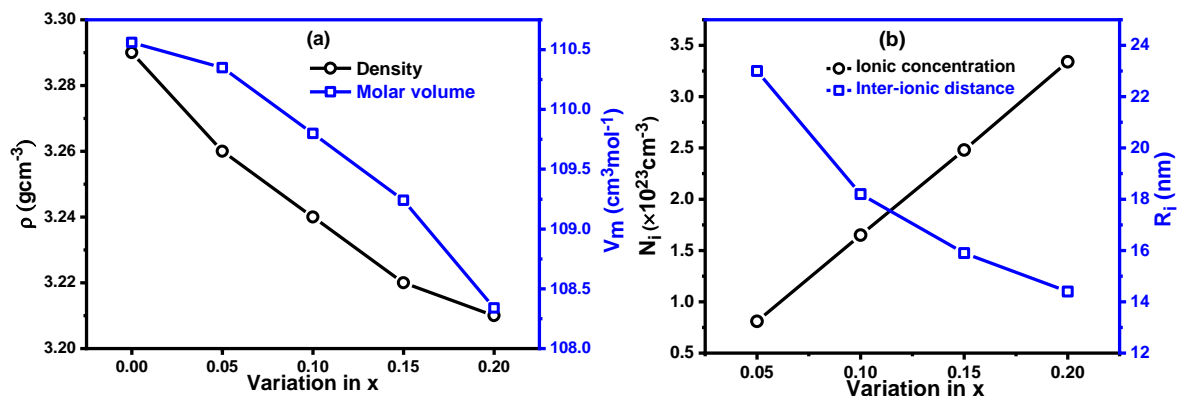 (a)
Density
Molar volume
3.30
3.28
3.26
3.24
3.22
3.20
ρ (gcm⁻³)
110.5
110.0
109.5
109.0
108.5
108.0
Vₘ (cm³mol⁻¹)
0.00 0.05 0.10 0.15 0.20
Variation in x
(b)
Ionic concentration
Inter-ionic distance
3.5
3.0
2.5
2.0
1.5
1.0
0.5
Nᵢ (×10²³cm⁻³)
24
22
20
18
16
14
12
Rᵢ (nm)
0.05 0.10 0.15 0.20
Variation in x